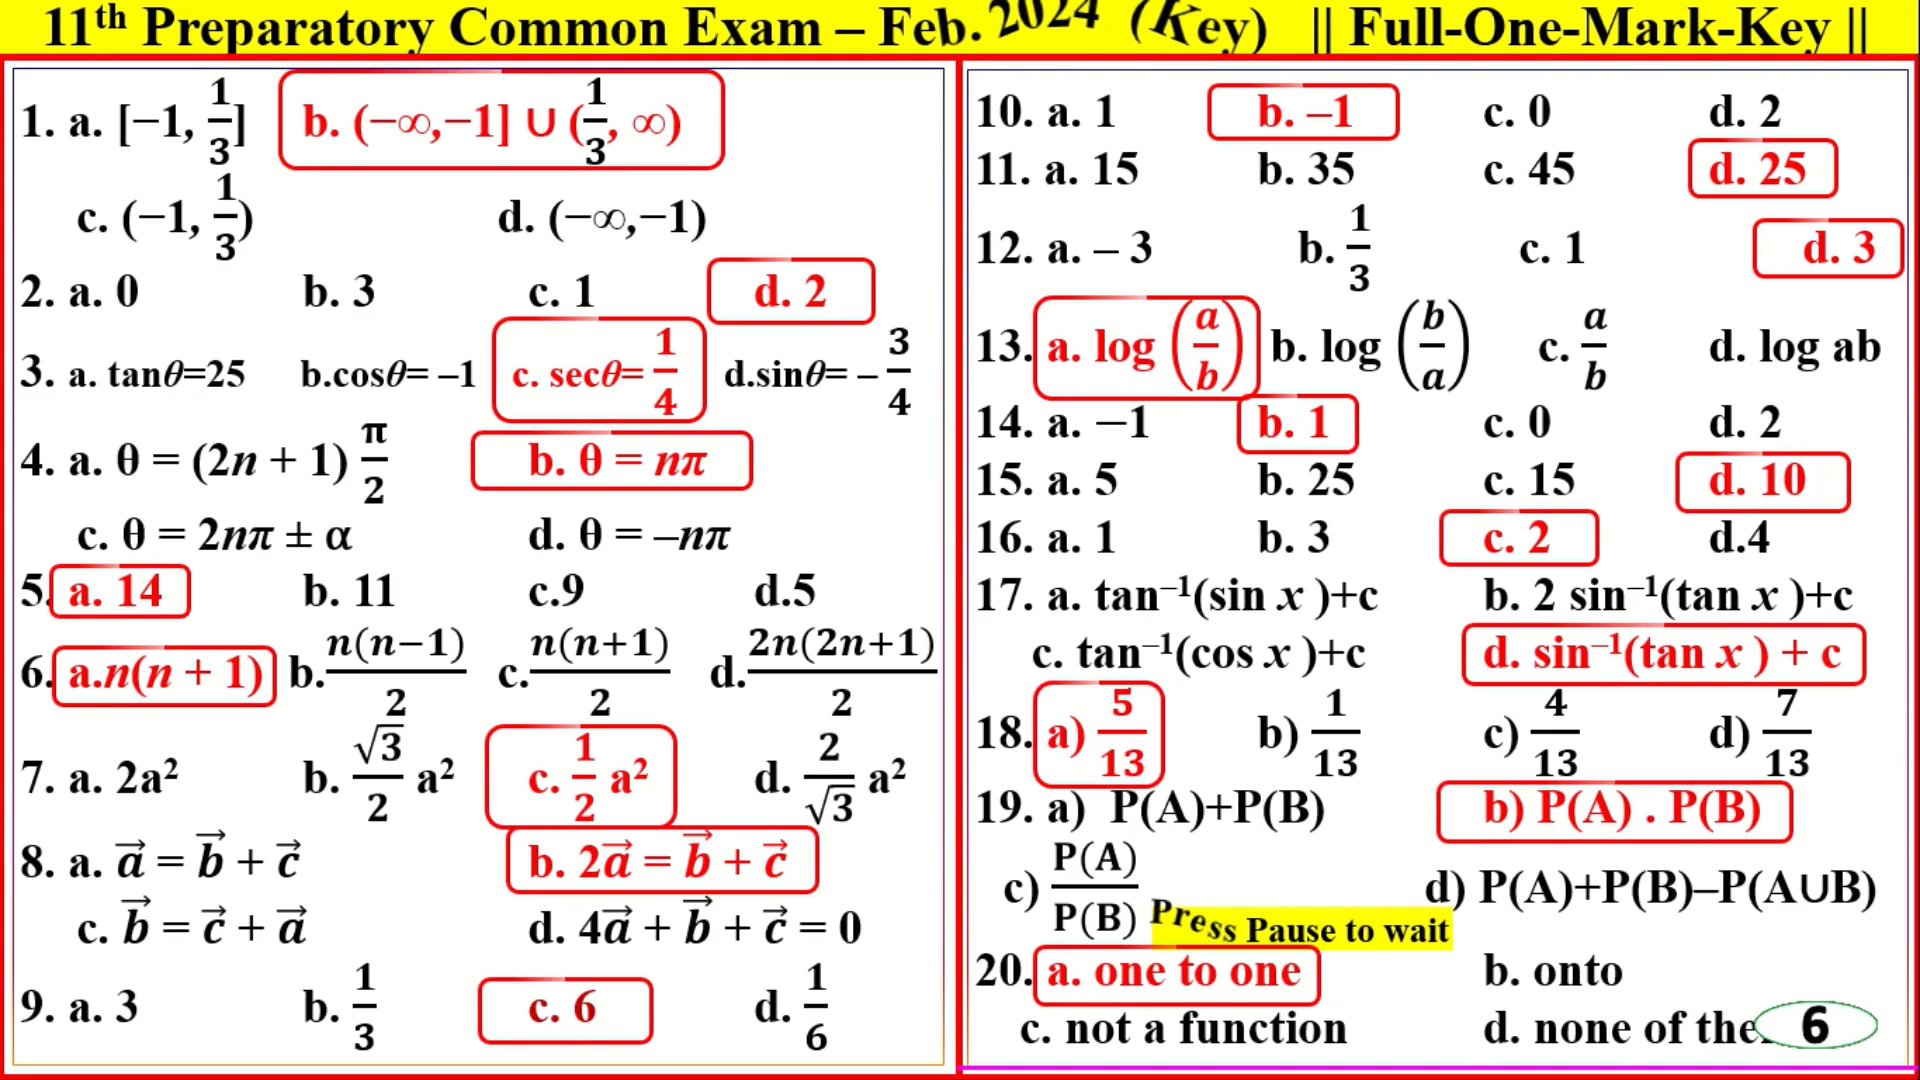 11th Preparatory Common Exam – Feb. 2024 (Key) || Full-One-Mark-Key ||
1. a. [−1, 1/3] b. (−∞,−1] ∪ (1/3, ∞)
c. (−1, 1/3) d. (−∞,−1)
2. a. 0 b. 3 c. 1 d. 2
3. a. tanθ=25 b.cosθ= –1 c. secθ= 1/4 d.sinθ= – 3/4
4. a. θ = (2n + 1) π/2 b. θ = nπ
c. θ = 2nπ ± α d. θ = –nπ
5. a. 14 b. 11 c.9 d.5
6. a.n(n + 1) b. n(n−1)/2 c. n(n+1)/2 d. 2n(2n+1)/2
7. a. 2a² b. √3/2 a² c. 1/2 a² d. 2/√3 a²
8. a. a⃗ = b⃗ + c⃗ b. 2a⃗ = b⃗ + c⃗
c. b⃗ = c⃗ + a⃗ d. 4a⃗ + b⃗ + c⃗ = 0
9. a. 3 b. 1/3 c. 6 d. 1/6
10. a. 1 b. –1 c. 0 d. 2
11. a. 15 b. 35 c. 45 d. 25
12. a. – 3 b. 1/3 c. 1 d. 3
13. a. log (a/b) b. log (b/a) c. a/b d. log ab
14. a. −1 b. 1 c. 0 d. 2
15. a. 5 b. 25 c. 15 d. 10
16. a. 1 b. 3 c. 2 d.4
17. a. tan⁻¹(sin x )+c b. 2 sin⁻¹(tan x )+c
c. tan⁻¹(cos x )+c d. sin⁻¹(tan x ) + c
18. a) 5/13 b) 1/13 c) 4/13 d) 7/13
19. a) P(A)+P(B) b) P(A) . P(B)
c) P(A)/P(B) d) P(A)+P(B)–P(A∪B)
Press Pause to wait
20. a. one to one b. onto
c. not a function d. none of the
6